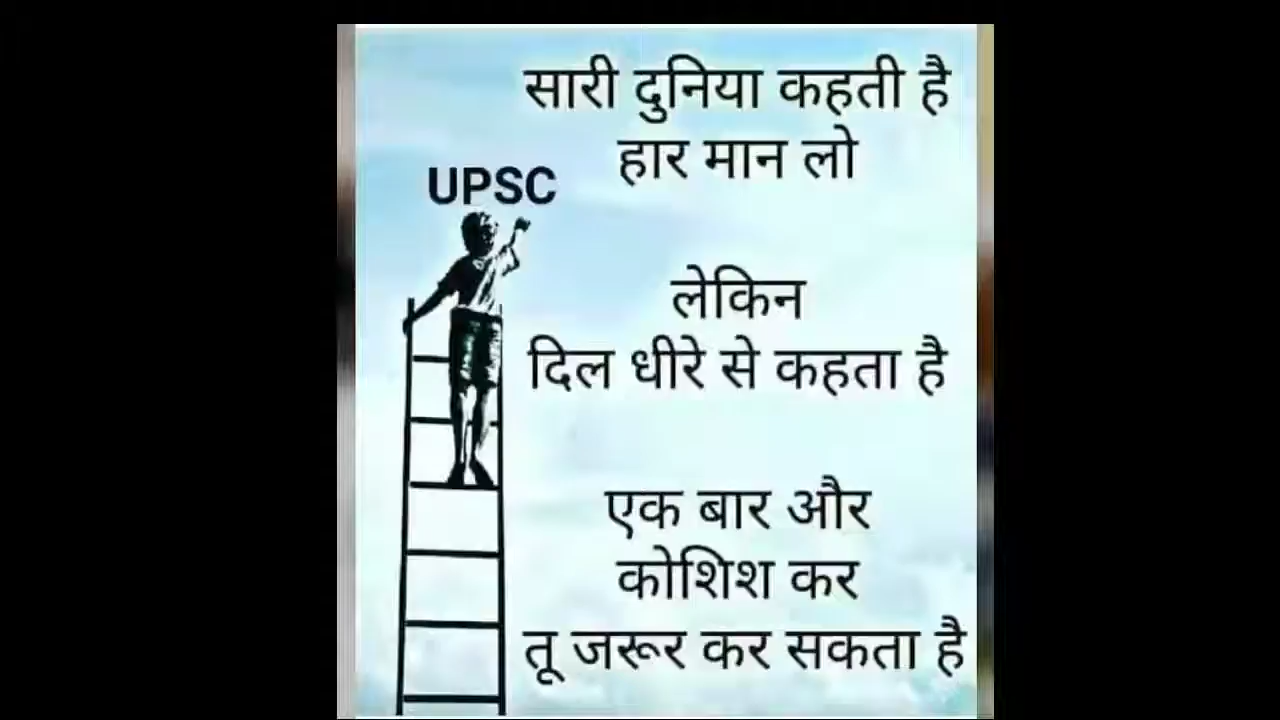 सारी दुनिया कहती है
हार मान लो
UPSC
लेकिन
दिल धीरे से कहता है
एक बार और
कोशिश कर
तू जरूर कर सकता है